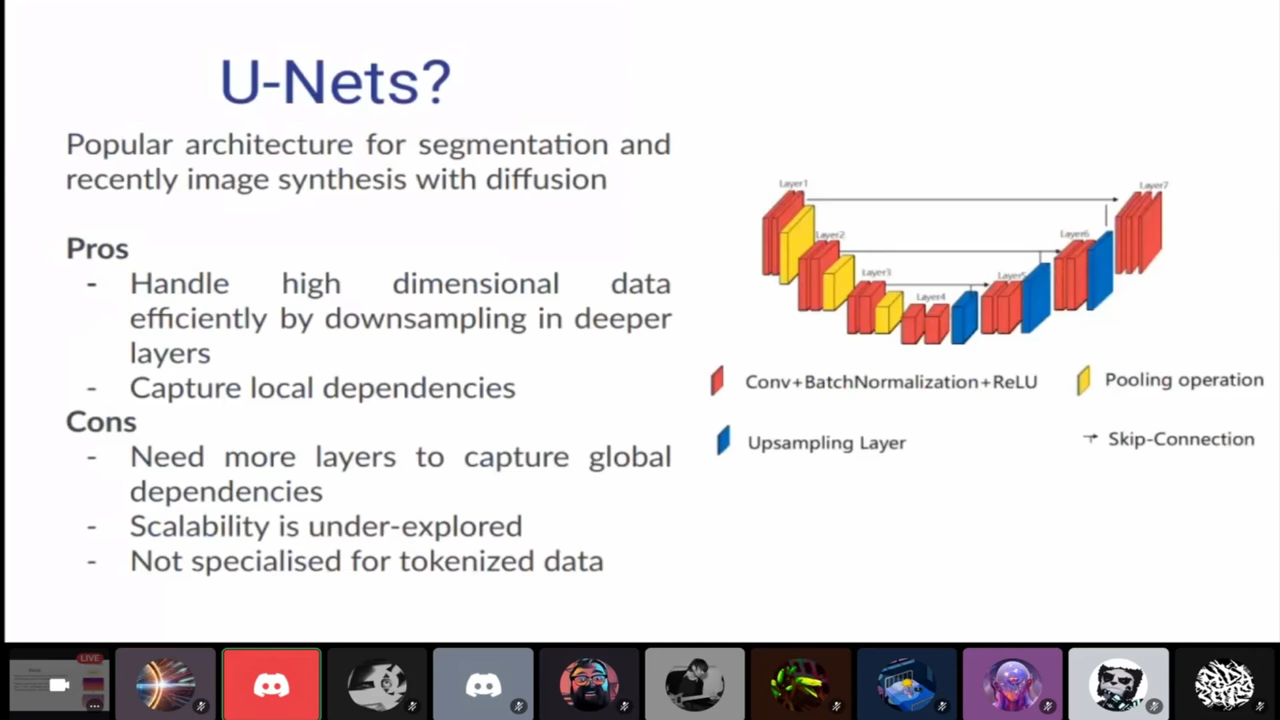 U-Nets?
Popular architecture for segmentation and
recently image synthesis with diffusion
Pros
- Handle high dimensional data
efficiently by downsampling in deeper
layers
- Capture local dependencies
Cons
- Need more layers to capture global
dependencies
- Scalability is under-explored
- Not specialised for tokenized data
Layer1
Layer2
Layer3
Layer4
Layer5
Layer6
Layer7
Conv+BatchNormalization+ReLU
Pooling operation
Upsampling Layer
Skip-Connection
LIVE